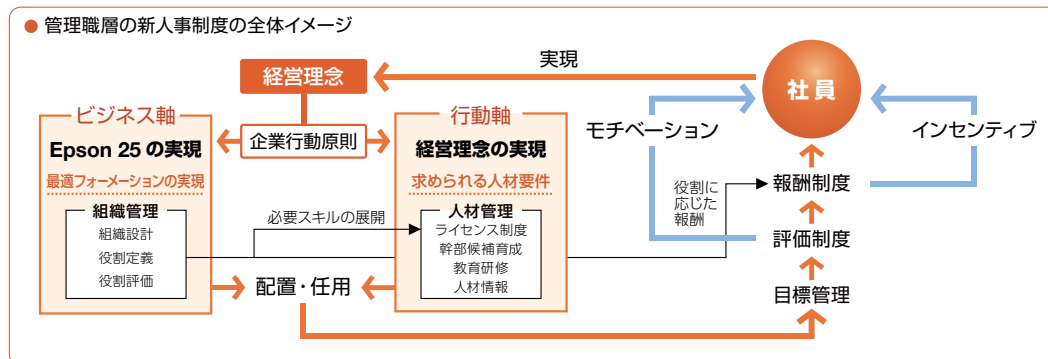 ● 管理職層の新人事制度の全体イメージ
実現
経営理念
社員
ビジネス軸
企業行動原則
行動軸
モチベーション
インセンティブ
Epson 25 の実現
経営理念の実現
最適フォーメーションの実現
求められる人材要件
役割に
応じた
報酬
報酬制度
組織管理
組織設計
役割定義
役割評価
必要スキルの展開
人材管理
ライセンス制度
幹部候補育成
教育研修
人材情報
評価制度
配置・任用
目標管理